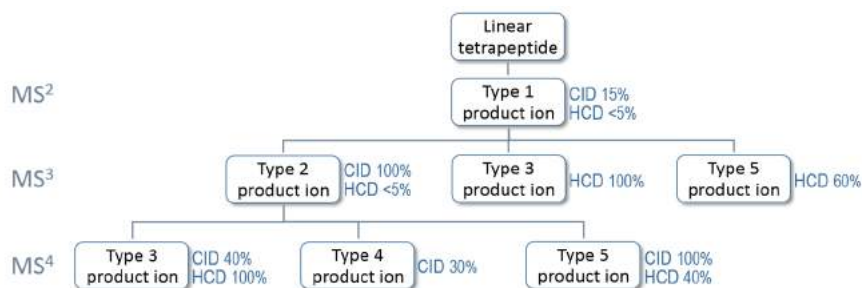 Linear
tetrapeptide
MS²
Type 1
product ion
CID 15%
HCD <5%
MS³
Type 2
product ion
CID 100%
HCD <5%
Type 3
product ion
HCD 100%
Type 5
product ion
HCD 60%
MS⁴
Type 3
product ion
CID 40%
HCD 100%
Type 4
product ion
CID 30%
Type 5
product ion
CID 100%
HCD 40%